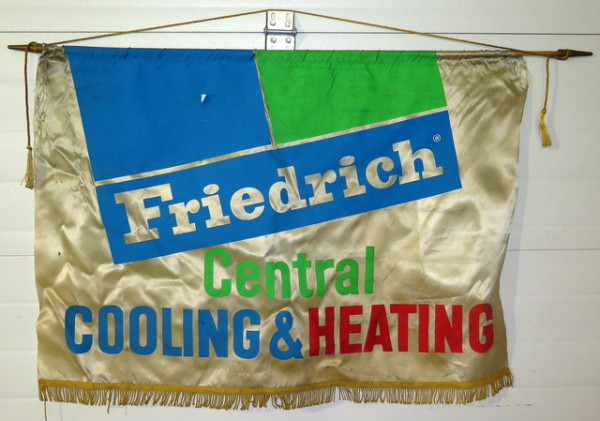 Friedrich®
Central
COOLING & HEATING